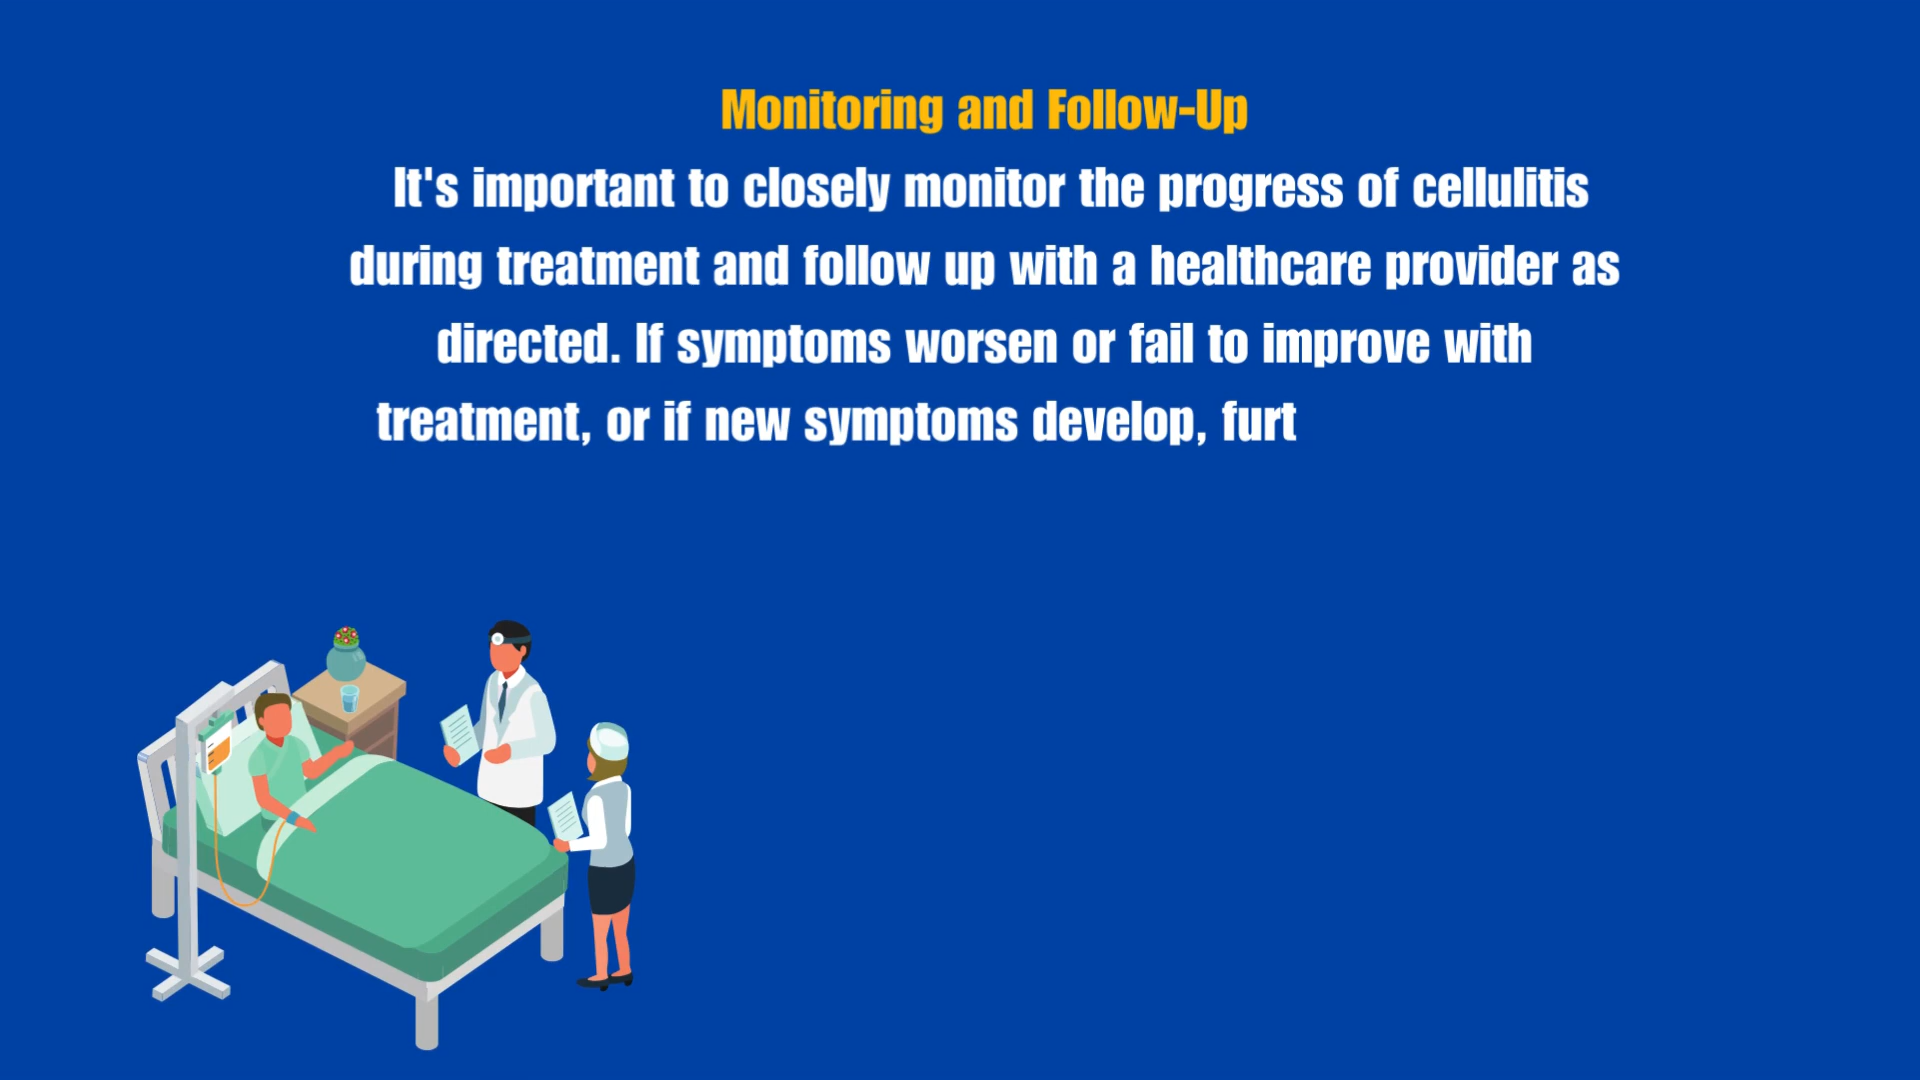 Monitoring and Follow-Up
It's important to closely monitor the progress of cellulitis
during treatment and follow up with a healthcare provider as
directed. If symptoms worsen or fail to improve with
treatment, or if new symptoms develop, furt